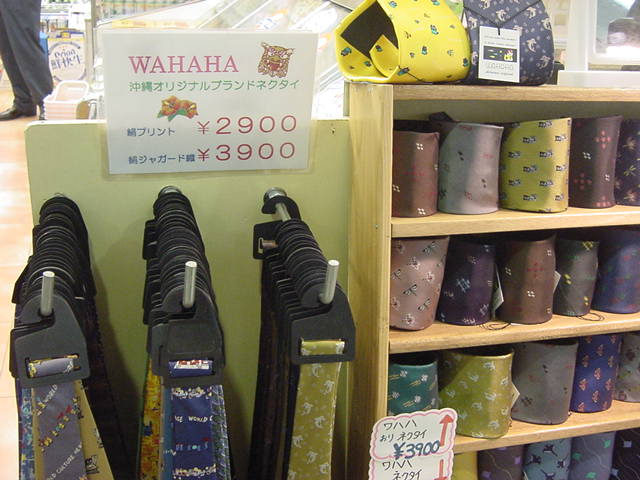 WAHAHA
沖縄オリジナルブランドネクタイ
絹プリント ¥2900
絹ジャガード織 ¥3900
ワハハ
おり ネクタイ
¥3900
ワハハ
ネクタイ